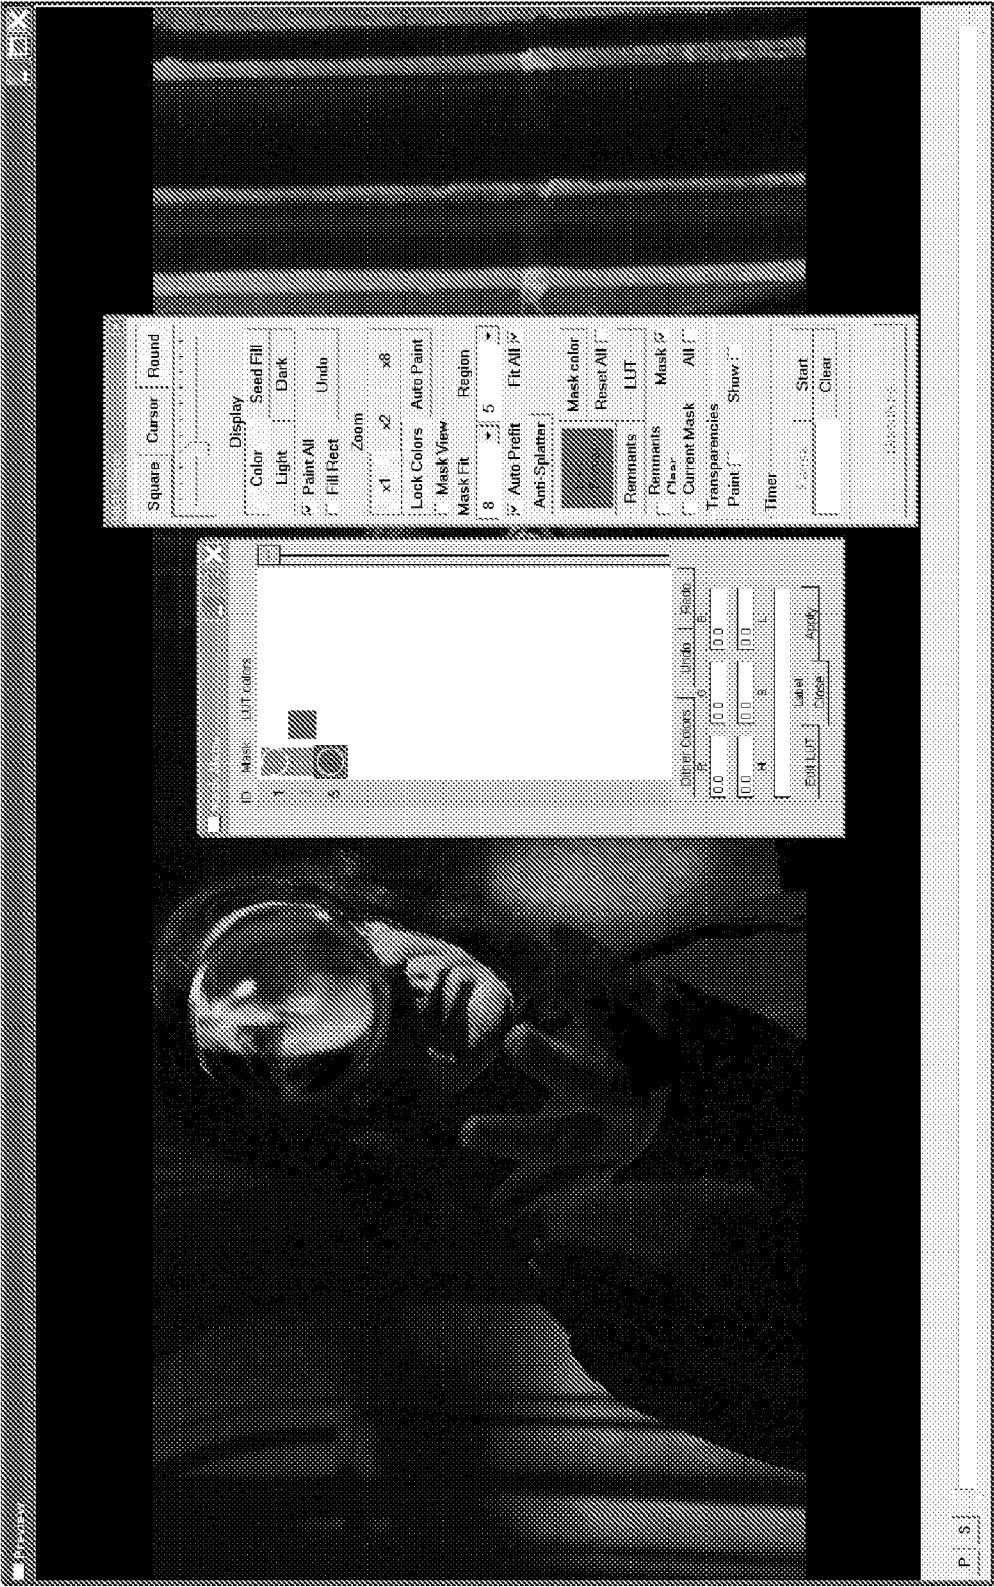 Preview
Square Cursor Round
Display
Color Seed Fill
Light Dark
Paint All
Fill Rect Undo
Zoom
x1 x2 x8
Lock Colors Auto Paint
Mask View
Mask Fit Region
8 5
Auto Prefit Fit All
Anti-Splatter
Mask color
Reset All
Remnants LUT
Remnants Mask
Clear
Current Mask All
Transparencies
Paint Show
Timer
Start
Clear
ID Mask LUT colors
1
5
Other Colors Undo Redo
R G B
0.0 0.0 0.0
0.0 0.0 0.0
H S L
Label
Edit LUT Close Apply
P S